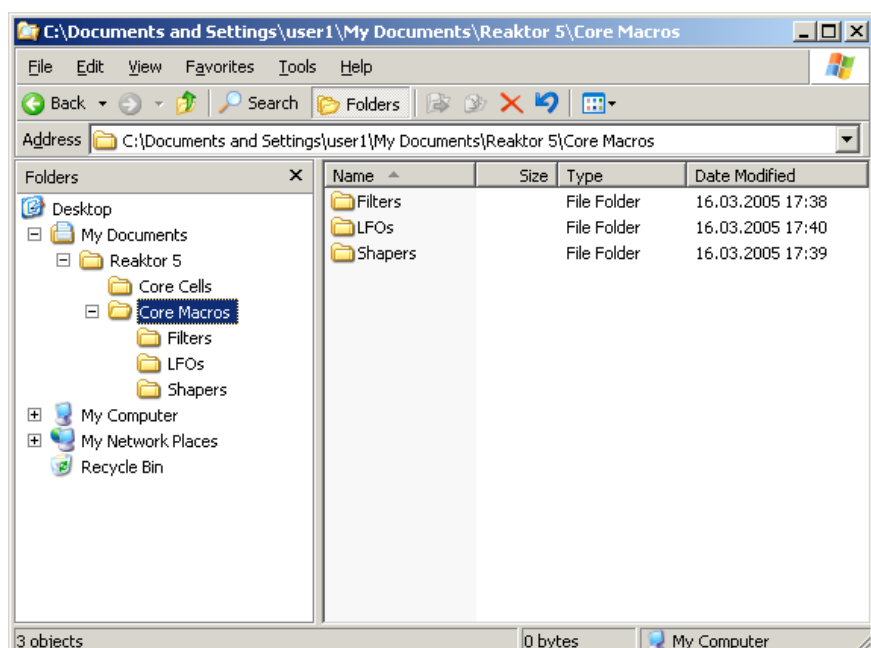 C:\Documents and Settings\user1\My Documents\Reaktor 5\Core Macros
File Edit View Favorites Tools Help
Back Search Folders
Address C:\Documents and Settings\user1\My Documents\Reaktor 5\Core Macros
Folders x Name Size Type Date Modified
Desktop
My Documents
Reaktor 5
Core Cells
Core Macros
Filters
LFOs
Shapers
My Computer
My Network Places
Recycle Bin
Filters File Folder 16.03.2005 17:38
LFOs File Folder 16.03.2005 17:40
Shapers File Folder 16.03.2005 17:39
3 objects 0 bytes My Computer